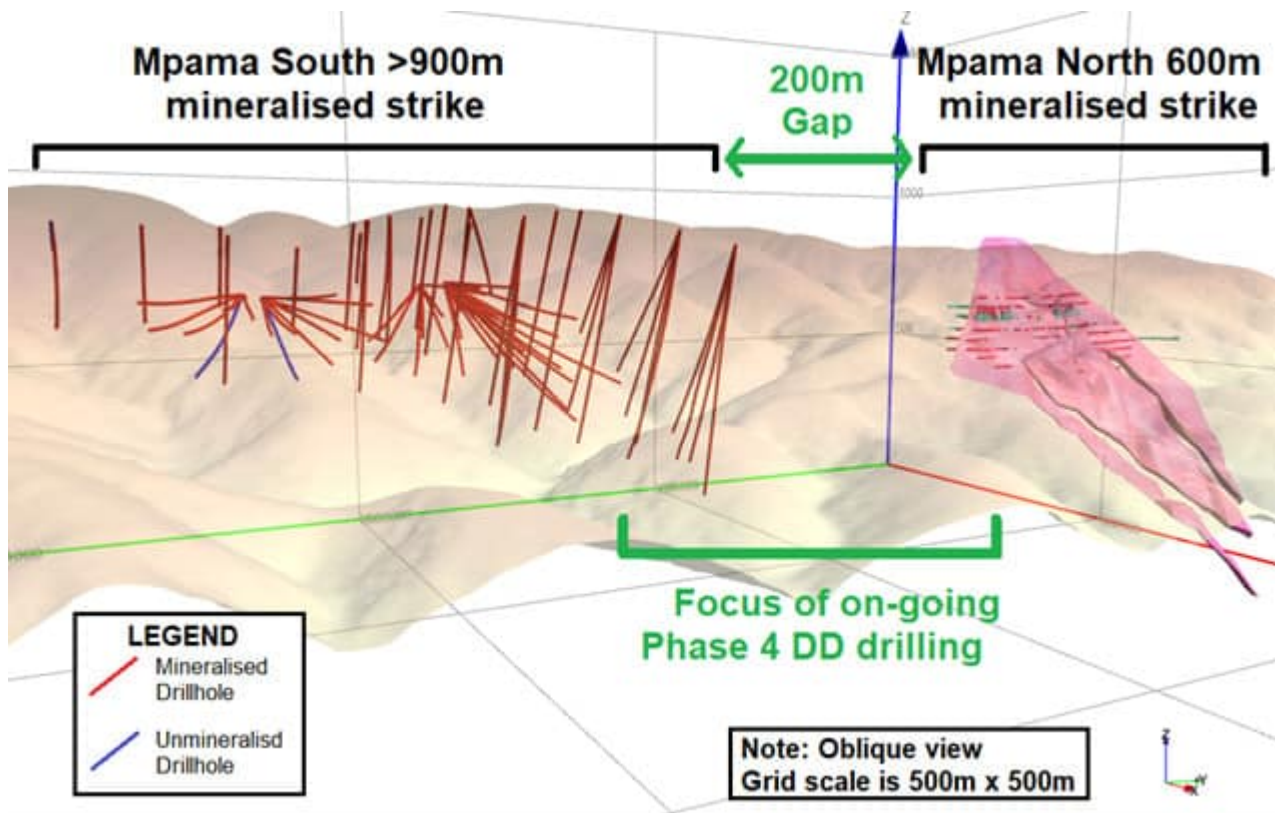 Mpama South >900m
mineralised strike
200m
Gap
Mpama North 600m
mineralised strike
Z
1000
Focus of on-going
Phase 4 DD drilling
LEGEND
Mineralised
Drillhole
Unmineralisd
Drillhole
Note: Oblique view
Grid scale is 500m x 500m
Z
Y
X